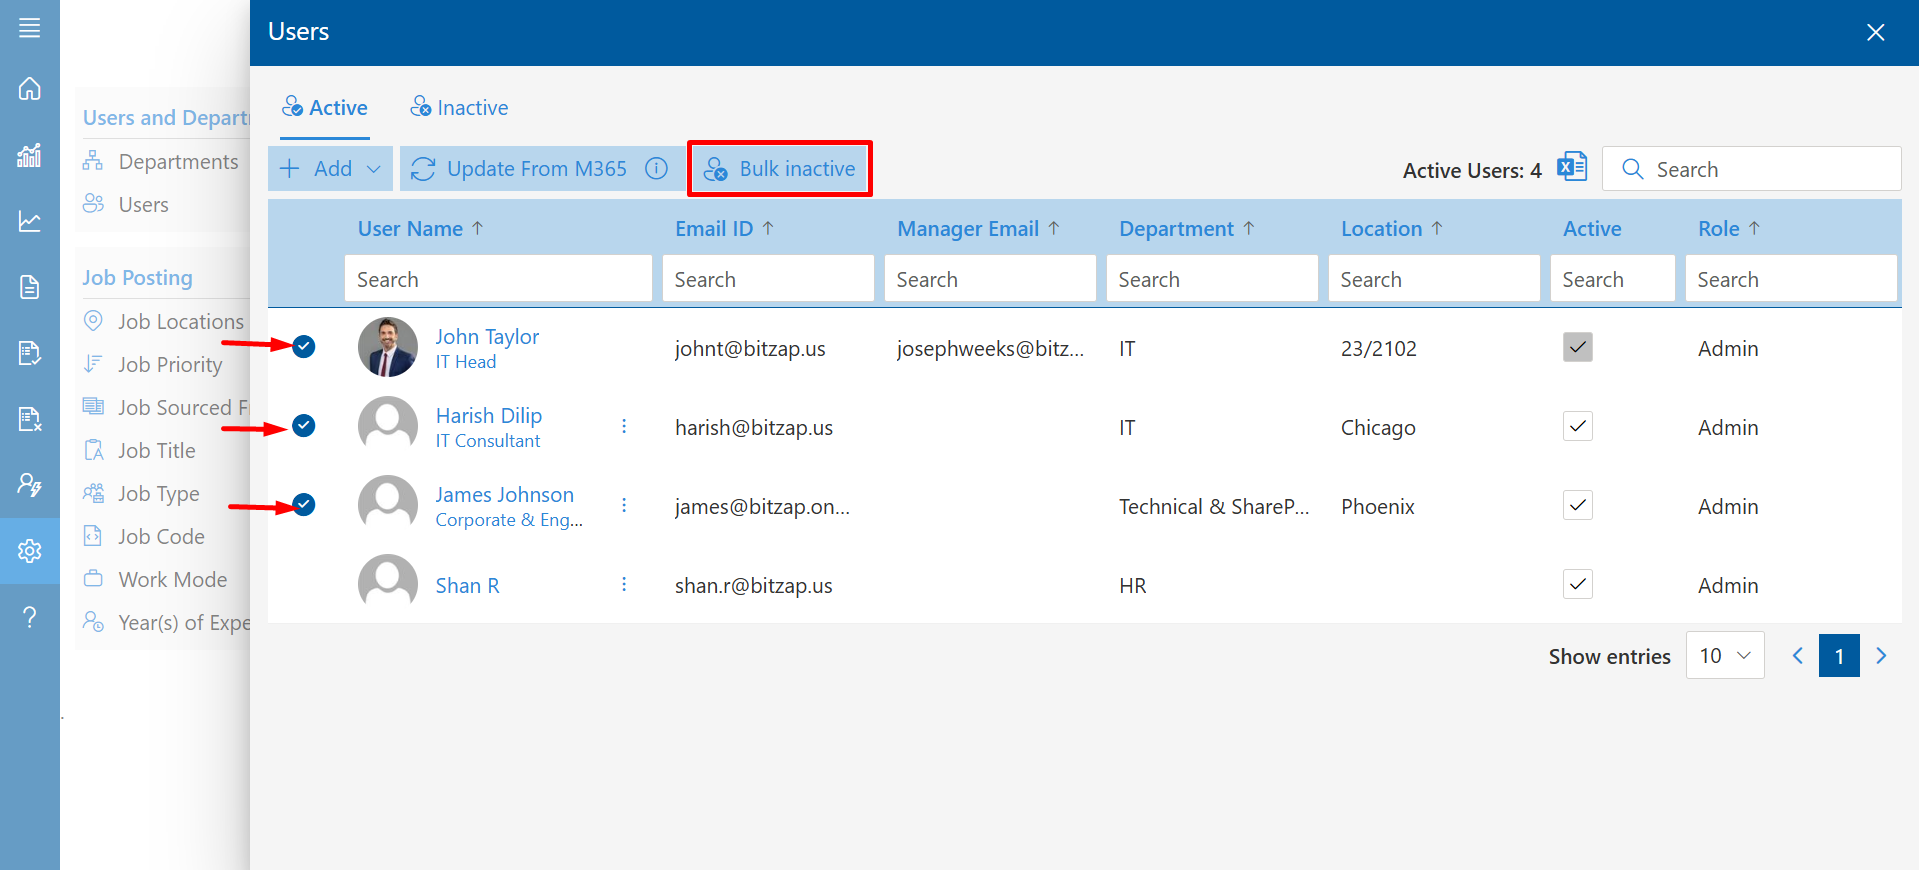 Users
Active
Inactive
Add
Update From M365
Bulk inactive
Active Users: 4
Search
User Name ↑
Email ID ↑
Manager Email ↑
Department ↑
Location ↑
Active
Role ↑
Search
Search
Search
Search
Search
Search
Search
John Taylor
IT Head
johnt@bitzap.us
josephweeks@bitz...
IT
23/2102
Admin
Harish Dilip
IT Consultant
harish@bitzap.us
IT
Chicago
Admin
James Johnson
Corporate & Eng...
james@bitzap.on...
Technical & ShareP...
Phoenix
Admin
Shan R
shan.r@bitzap.us
HR
Admin
Show entries
10
1
Users and Depart
Departments
Users
Job Posting
Job Locations
Job Priority
Job Sourced F
Job Title
Job Type
Job Code
Work Mode
Year(s) of Expe